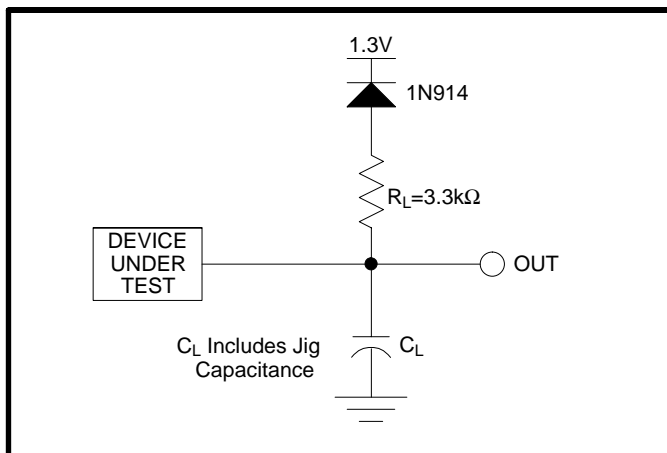 1.3V
1N914
R_L=3.3kΩ
DEVICE
UNDER
TEST
OUT
C_L Includes Jig
Capacitance
C_L